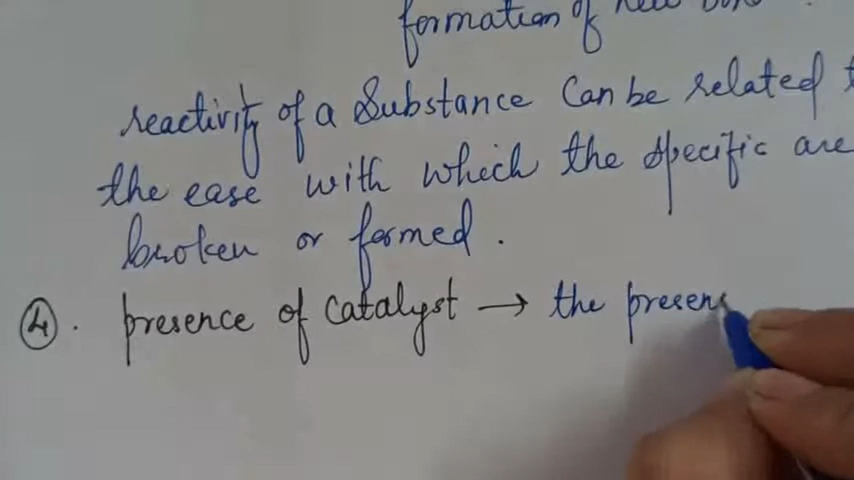 formation of new
reactivity of a Substance Can be related
the ease with which the specific are
broken or formed.
4. presence of Catalyst → the presen